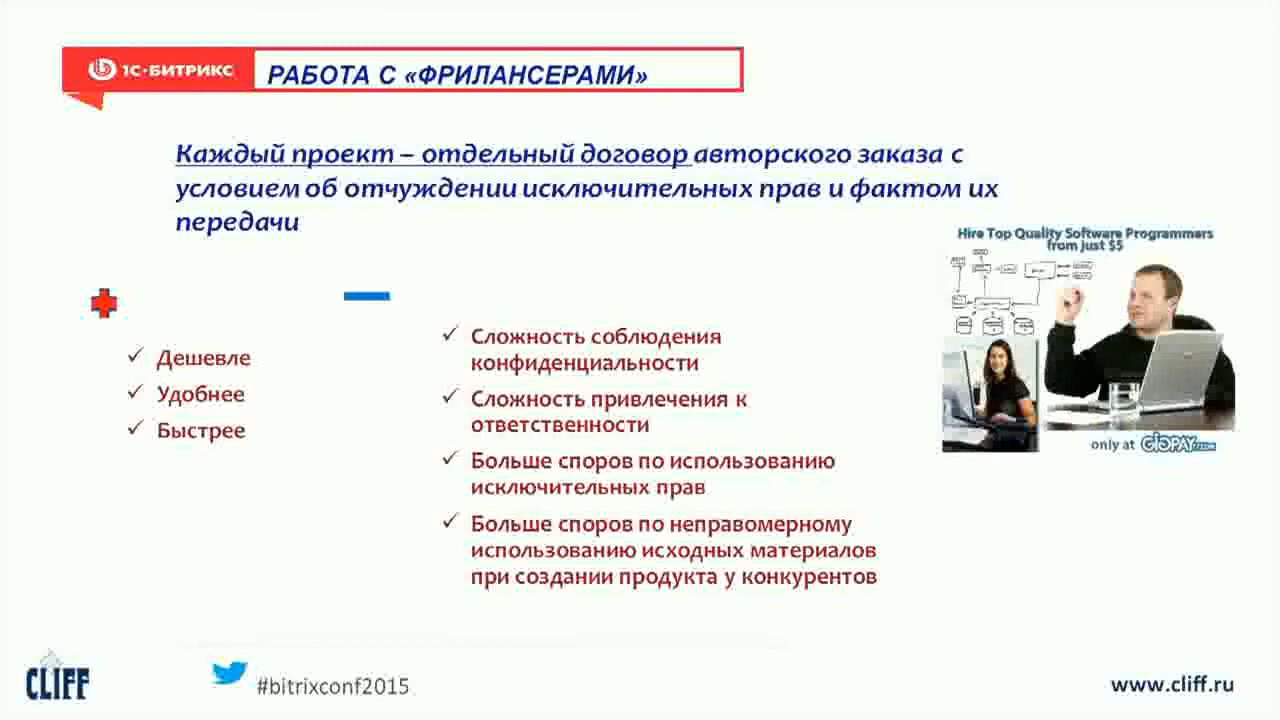 1С-БИТРИКС
РАБОТА С «ФРИЛАНСЕРАМИ»
Каждый проект – отдельный договор авторского заказа с
условием об отчуждении исключительных прав и фактом их
передачи
Hire Top Quality Software Programmers
from just $5
only at
Дешевле
Удобнее
Быстрее
Сложность соблюдения
конфиденциальности
Сложность привлечения к
ответственности
Больше споров по использованию
исключительных прав
Больше споров по неправомерному
использованию исходных материалов
при создании продукта у конкурентов
CLIFF
#bitrixconf2015
www.cliff.ru